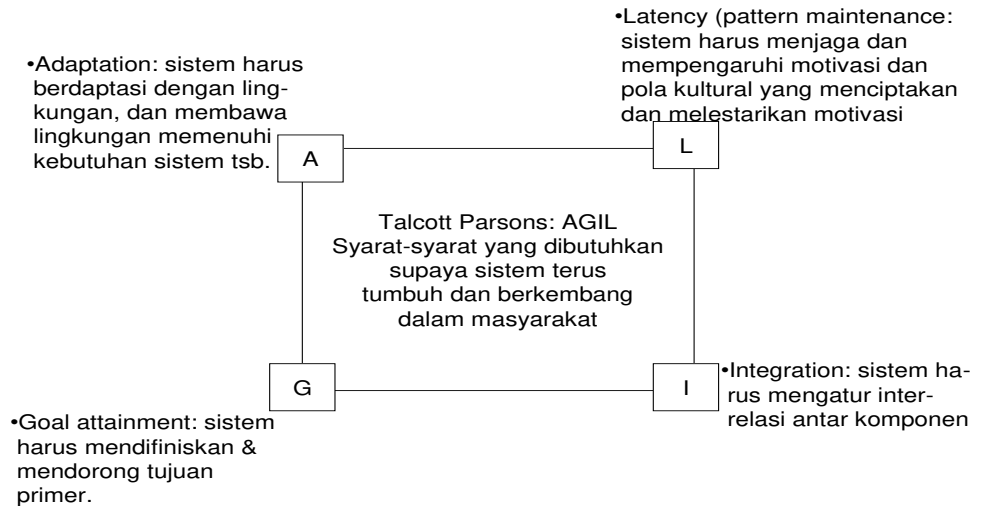 •Adaptation: sistem harus
berdaptasi dengan ling-
kungan, dan membawa
lingkungan memenuhi
kebutuhan sistem tsb.
•Latency (pattern maintenance:
sistem harus menjaga dan
mempengaruhi motivasi dan
pola kultural yang menciptakan
dan melestarikan motivasi
A
L
Talcott Parsons: AGIL
Syarat-syarat yang dibutuhkan
supaya sistem terus
tumbuh dan berkembang
dalam masyarakat
G
I
•Goal attainment: sistem
harus mendifiniskan &
mendorong tujuan
primer.
•Integration: sistem ha-
rus mengatur inter-
relasi antar komponen